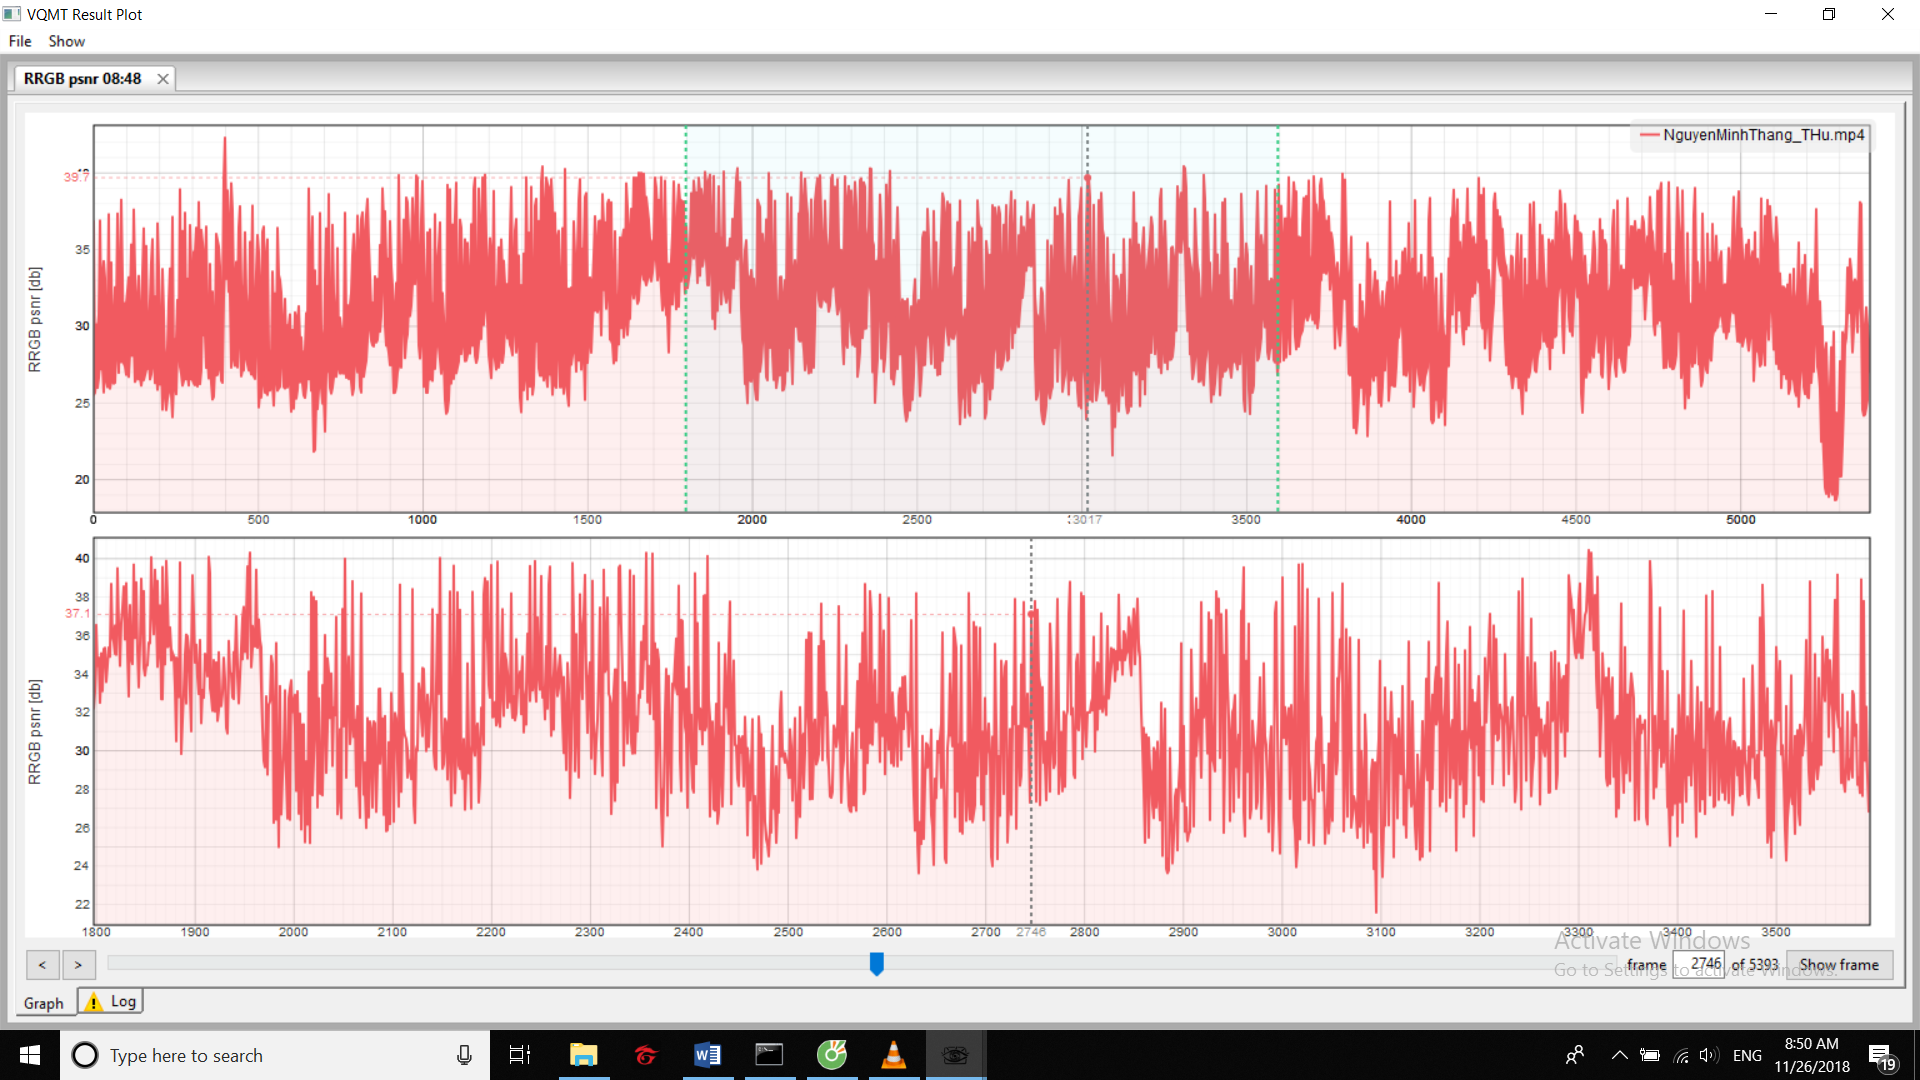 VQMT Result Plot
File Show
RRGB psnr 08:48
NguyenMinhThang_THu.mp4
39.7
35
30
25
20
RRGB psnr [db]
0 500 1000 1500 2000 2500 3017 3500 4000 4500 5000
40
38
37.1
36
34
32
30
28
26
24
22
RRGB psnr [db]
1800 1900 2000 2100 2200 2300 2400 2500 2600 2700 2746 2800 2900 3000 3100 3200 3300 3400 3500
Activate Windows
Go to Settings to activate Windows.
< > frame 2746 of 5393 Show frame
Graph Log
Type here to search
ENG
8:50 AM
11/26/2018
19